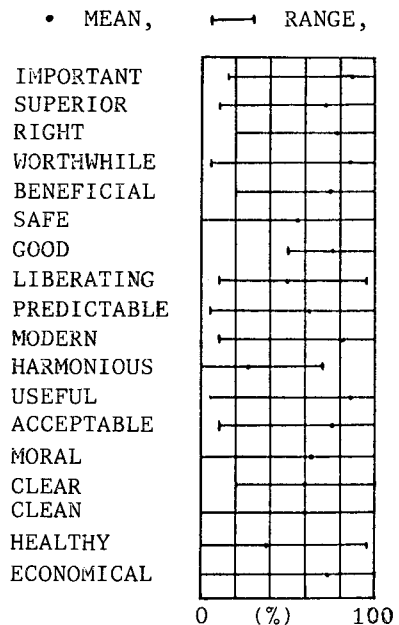 • MEAN, RANGE,
IMPORTANT
SUPERIOR
RIGHT
WORTHWHILE
BENEFICIAL
SAFE
GOOD
LIBERATING
PREDICTABLE
MODERN
HARMONIOUS
USEFUL
ACCEPTABLE
MORAL
CLEAR
CLEAN
HEALTHY
ECONOMICAL
0 (%) 100